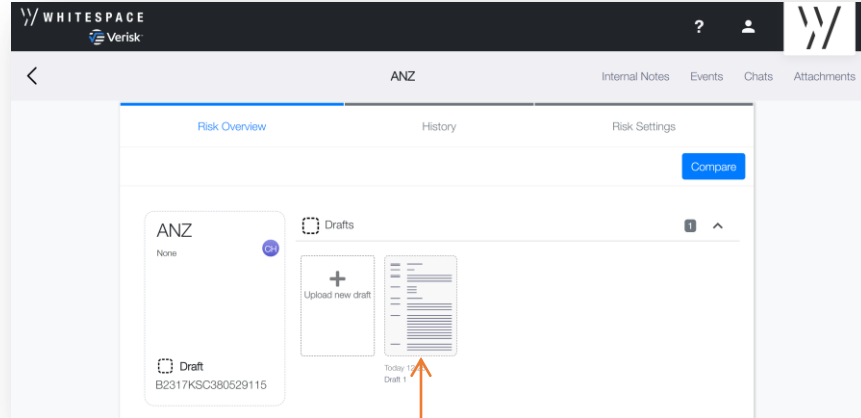 WHITESPACE
Verisk
?
ANZ
Internal Notes Events Chats Attachments
Risk Overview History Risk Settings
Compare
ANZ
None
CH
Drafts
1
Upload new draft
Today
Draft 1
Draft
B2317KSC380529115